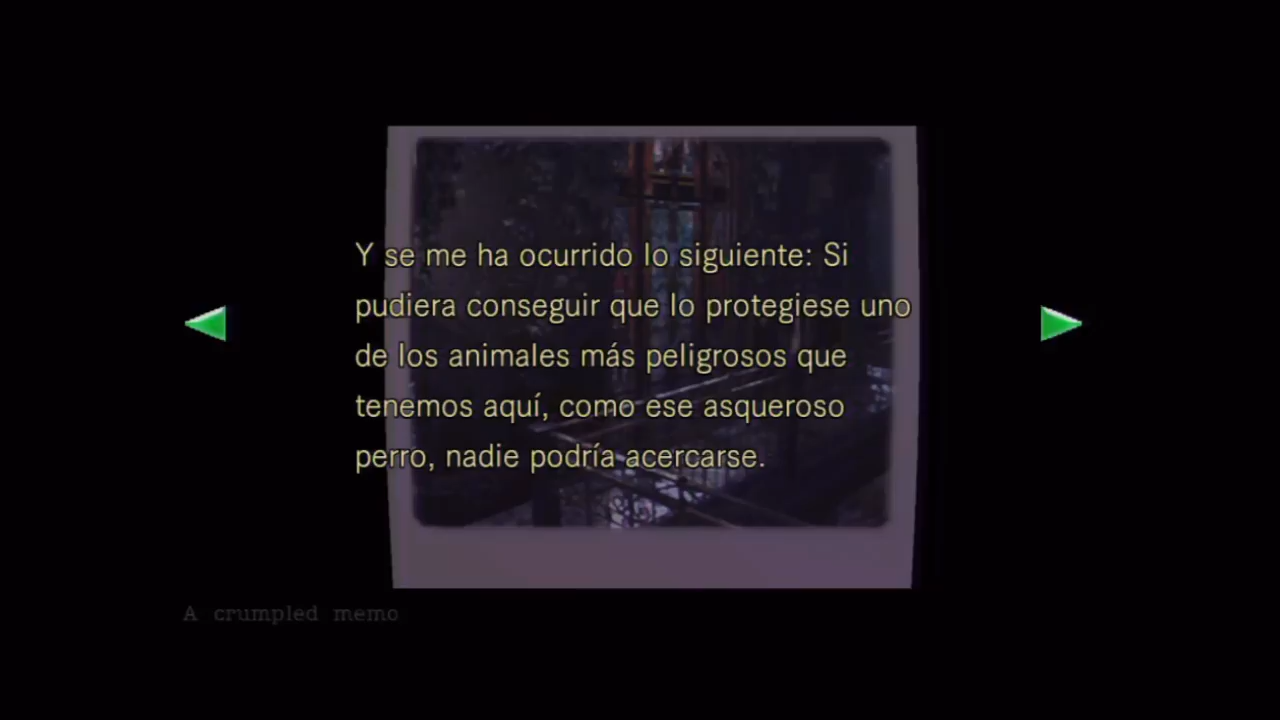 Y se me ha ocurrido lo siguiente: Si
pudiera conseguir que lo protegiese uno
de los animales más peligrosos que
tenemos aquí, como ese asqueroso
perro, nadie podría acercarse.
A crumpled memo